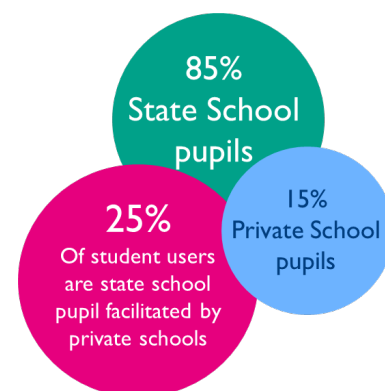 85%
State School
pupils
15%
Private School
pupils
25%
Of student users
are state school
pupil facilitated by
private schools